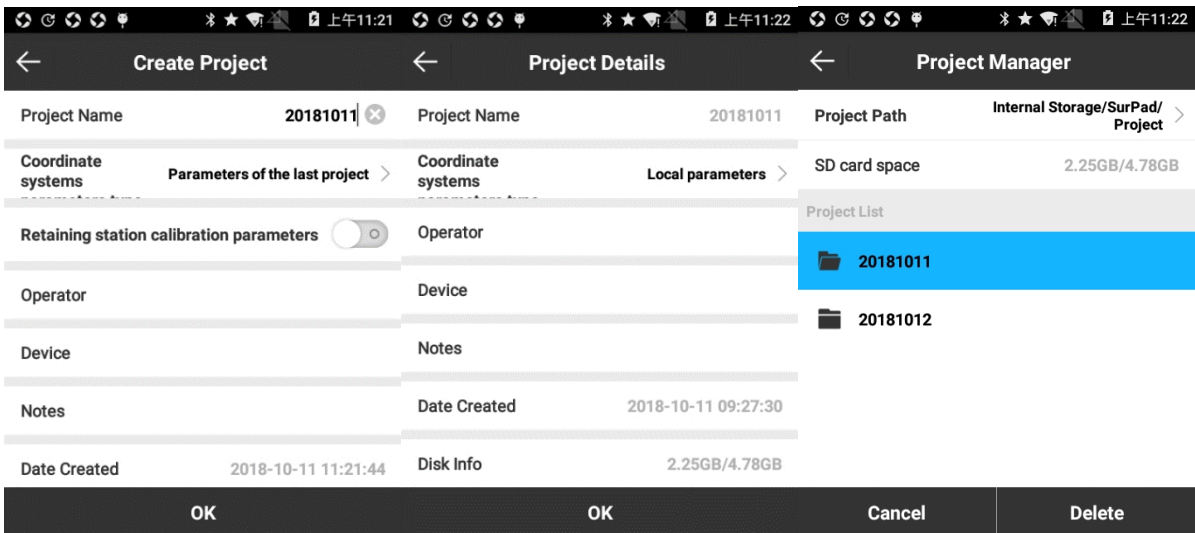 上午11:21
Create Project
Project Name 20181011
Coordinate
systems
Parameters of the last project
Retaining station calibration parameters
Operator
Device
Notes
Date Created 2018-10-11 11:21:44
OK
上午11:22
Project Details
Project Name 20181011
Coordinate
systems
Local parameters
Operator
Device
Notes
Date Created 2018-10-11 09:27:30
Disk Info 2.25GB/4.78GB
OK
上午11:22
Project Manager
Project Path Internal Storage/SurPad/
Project
SD card space 2.25GB/4.78GB
Project List
20181011
20181012
Cancel Delete